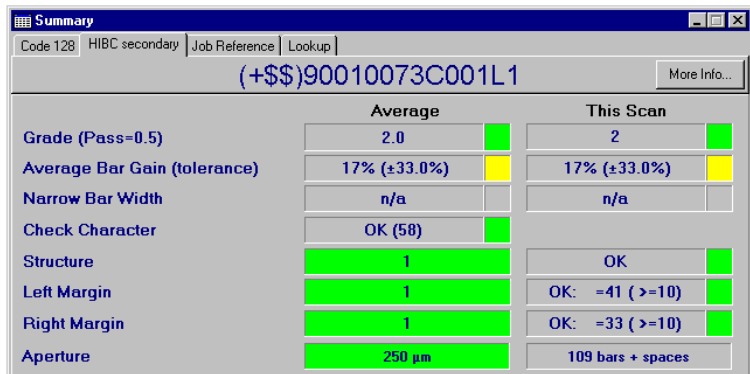 Summary
Code 128 HIBC secondary Job Reference Lookup
(+$$)90010073C001L1 More Info...
Average This Scan
Grade (Pass=0.5) 2.0 2
Average Bar Gain (tolerance) 17% (±33.0%) 17% (±33.0%)
Narrow Bar Width n/a n/a
Check Character OK (58)
Structure 1 OK
Left Margin 1 OK: =41 ( >=10)
Right Margin 1 OK: =33 ( >=10)
Aperture 250 µm 109 bars + spaces